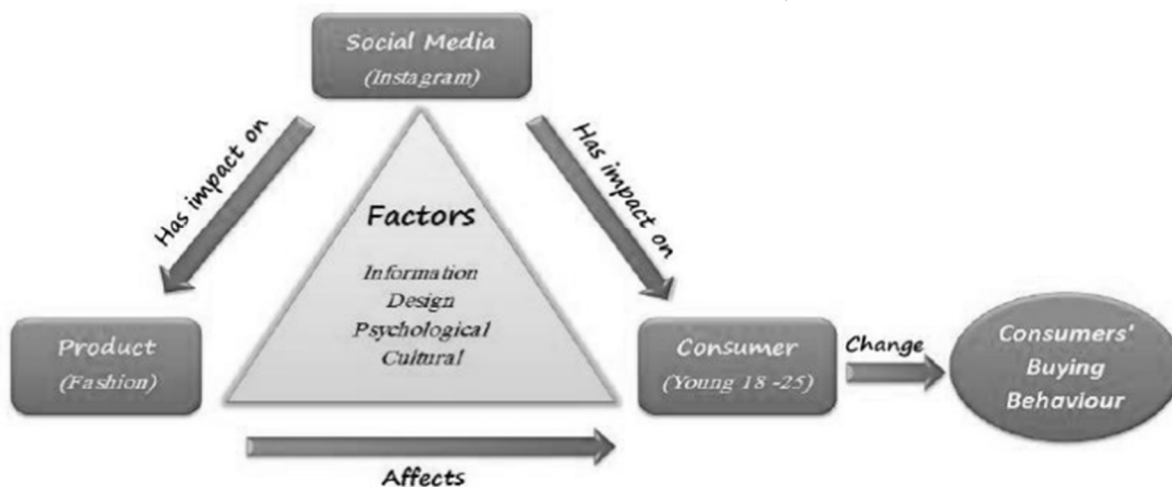 Social Media
(Instagram)
Has impact on
Has impact on
Factors
Information
Design
Psychological
Cultural
Product
(Fashion)
Consumer
(Young 18 -25)
Change
Consumers'
Buying
Behaviour
Affects